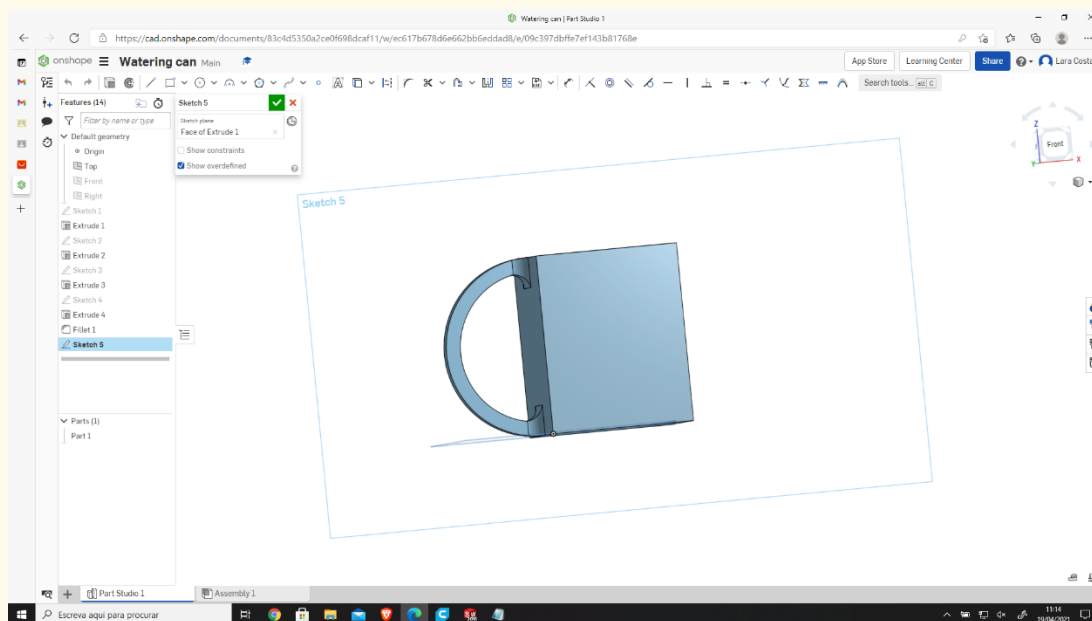 Watering can | Part Studio 1
https://cad.onshape.com/documents/83c4d5350a2ce0f698dcaf11/w/ec617b678d6e662bb6eddad8/e/09c397dbffe7ef143b81768e
onshape Watering can Main App Store Learning Center Share Lara Costa
Search tools... alt C
Features (14)
Filter by name or type
Default geometry
Origin
Top
Front
Right
Sketch 1
Extrude 1
Sketch 2
Extrude 2
Sketch 3
Extrude 3
Sketch 4
Extrude 4
Fillet 1
Sketch 5
Parts (1)
Part 1
Sketch 5
Sketch plane
Face of Extrude 1
Show constraints
Show overdefined
Sketch 5
Z
Front
X
Y
Part Studio 1
Assembly 1
Escreva aqui para procurar
11:14
19/04/2021